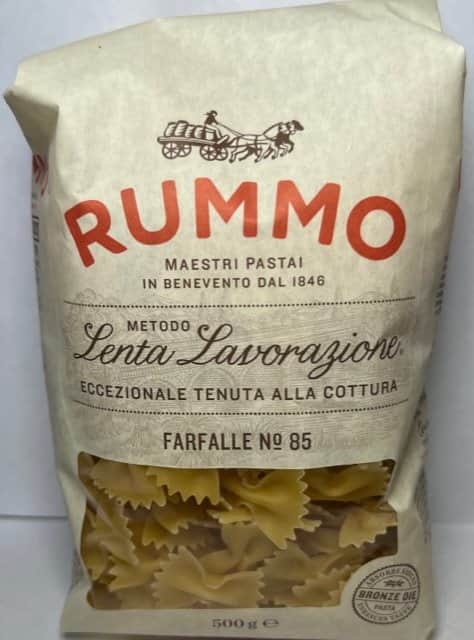 RUMMO
MAESTRI PASTAI
IN BENEVENTO DAL 1846
METODO
Lenta Lavorazione®
ECCEZIONALE TENUTA ALLA COTTURA
FARFALLE Nº 85
BRONZE DIE
PASTA
500 g ℮